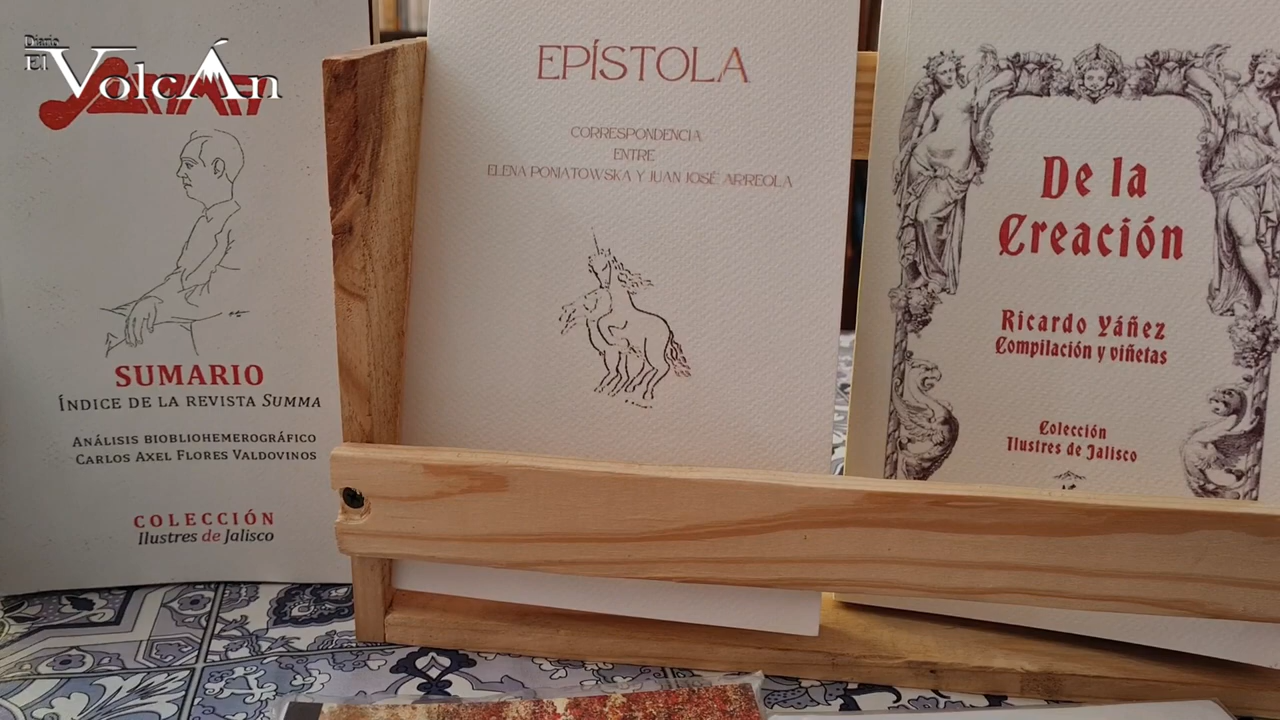 Diario
El Volcán
SUMARIO
ÍNDICE DE LA REVISTA SUMMA
ANÁLISIS BIOBLIOHEMEROGRÁFICO
CARLOS AXEL FLORES VALDOVINOS
COLECCIÓN
Ilustres de Jalisco
EPÍSTOLA
CORRESPONDENCIA
ENTRE
ELENA PONIATOWSKA Y JUAN JOSÉ ARREOLA
De la
Creación
Ricardo Yáñez
Compilación y viñetas
Colección
Ilustres de Jalisco